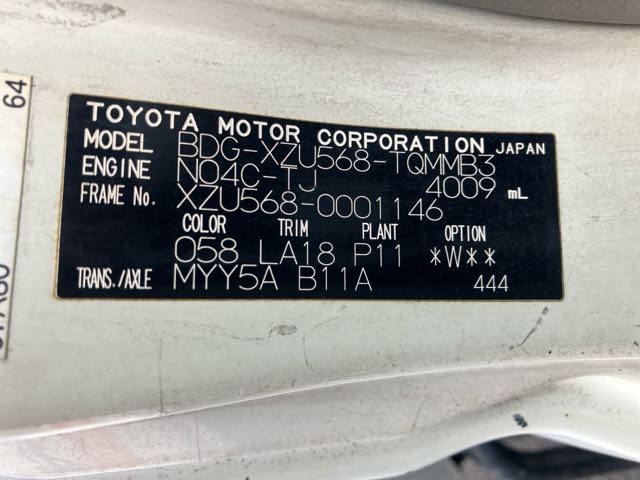 TOYOTA MOTOR CORPORATION JAPAN
MODEL BDG-XZU568-TQMMB3
ENGINE N04C-TJ 4009 mL
FRAME No. XZU568-0001146
COLOR TRIM PLANT OPTION
058 LA18 P11 *W**
TRANS./AXLE MYY5A B11A 444
64